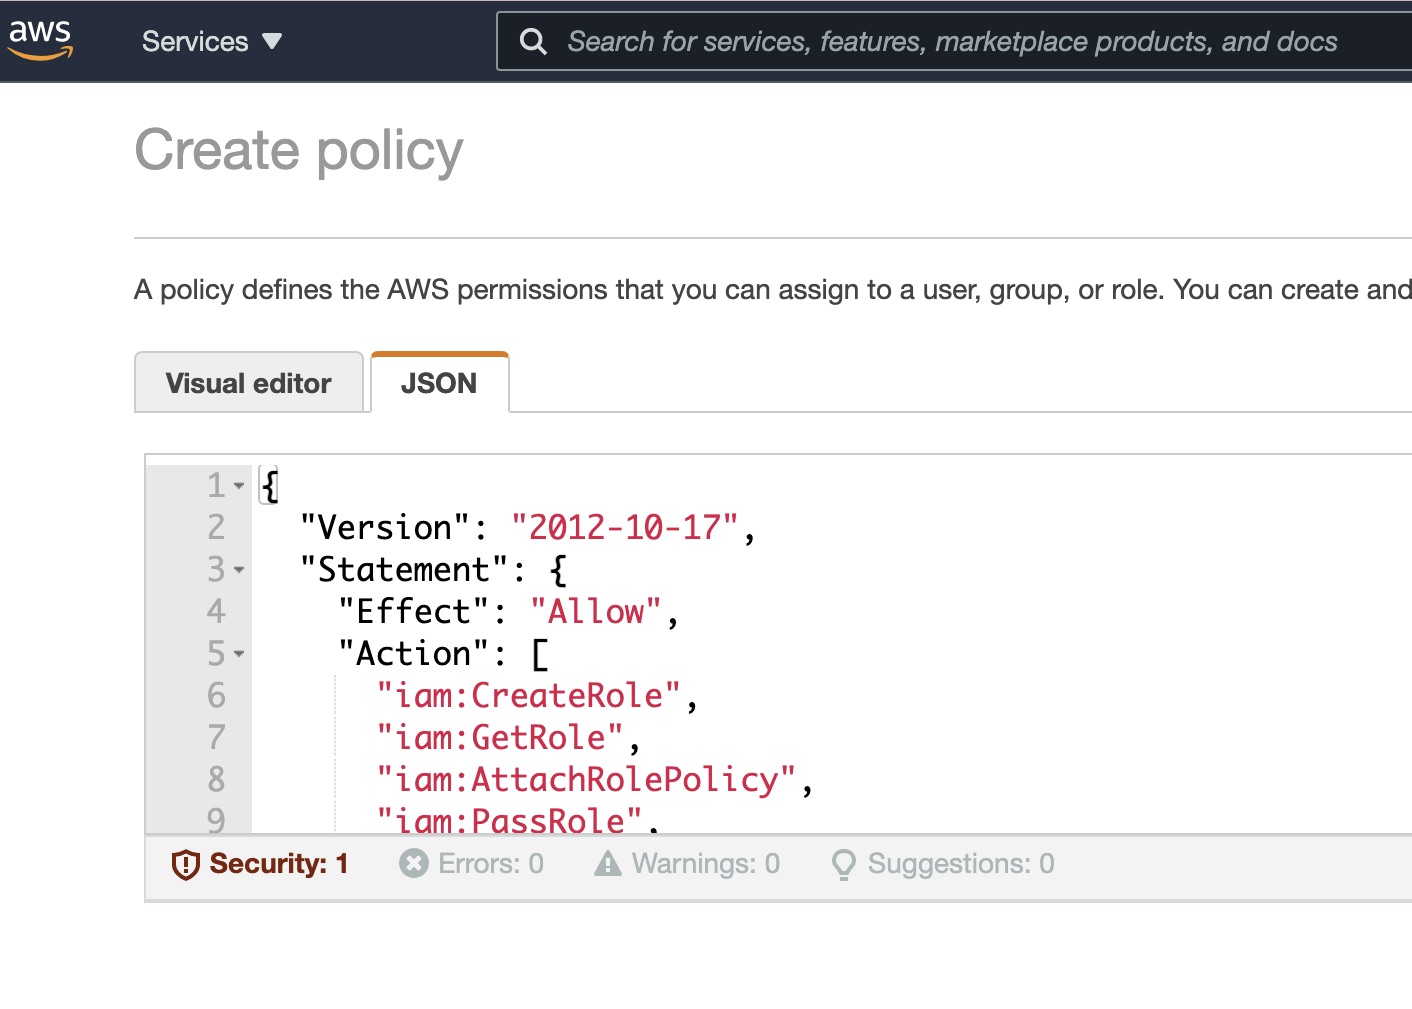 aws Services Search for services, features, marketplace products, and docs
Create policy
A policy defines the AWS permissions that you can assign to a user, group, or role. You can create and
Visual editor JSON
1 {
2 "Version": "2012-10-17",
3 "Statement": {
4 "Effect": "Allow",
5 "Action": [
6 "iam:CreateRole",
7 "iam:GetRole",
8 "iam:AttachRolePolicy",
9 "iam:PassRole",
Security: 1 Errors: 0 Warnings: 0 Suggestions: 0